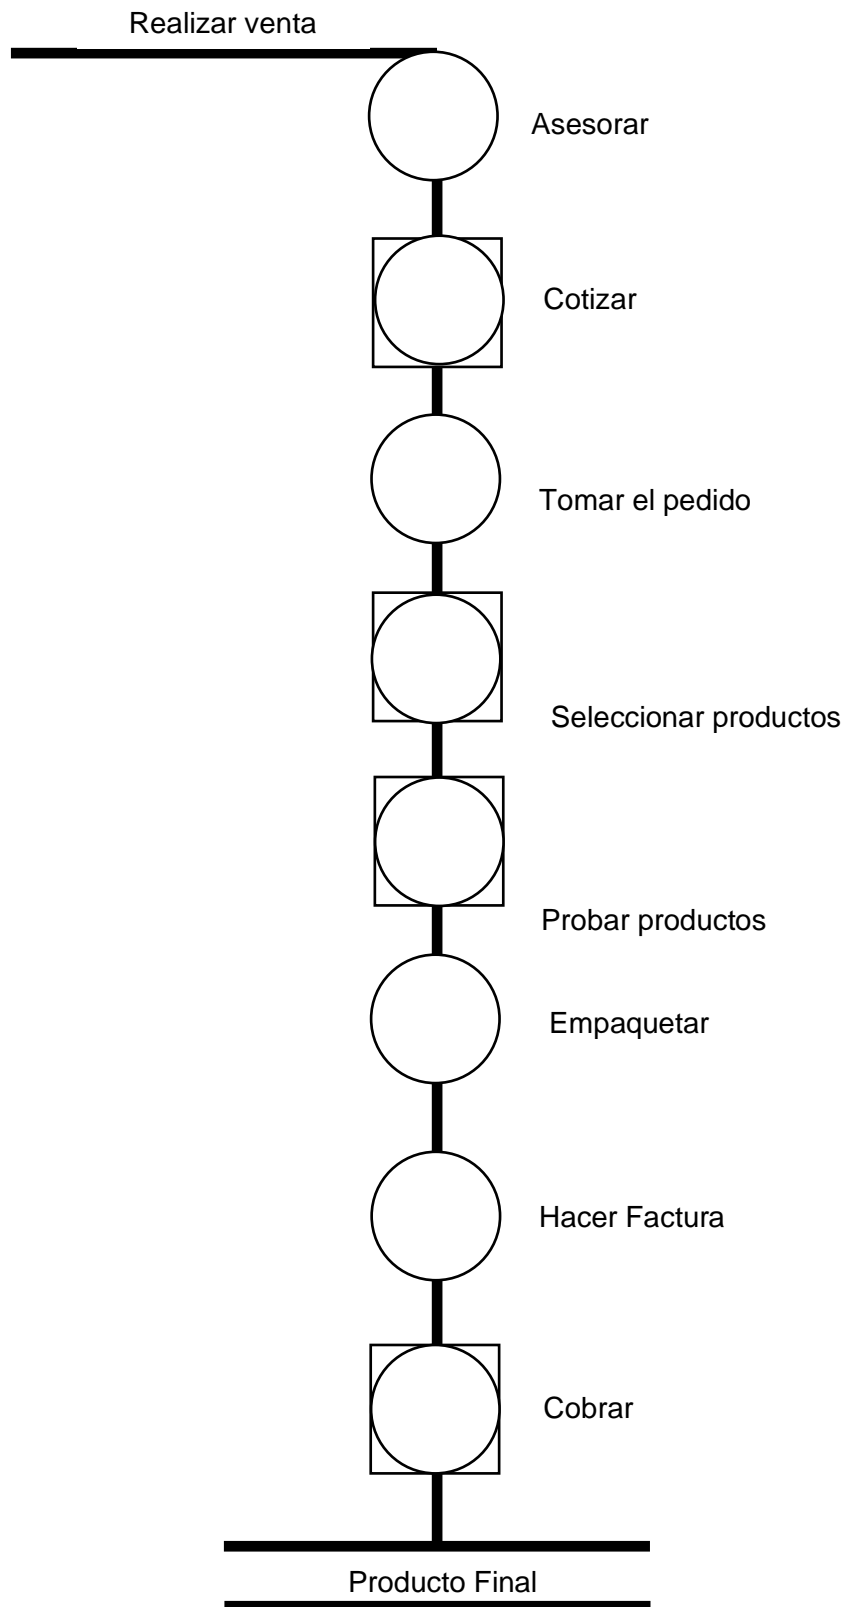 Realizar venta
Asesorar
Cotizar
Tomar el pedido
Seleccionar productos
Probar productos
Empaquetar
Hacer Factura
Cobrar
Producto Final